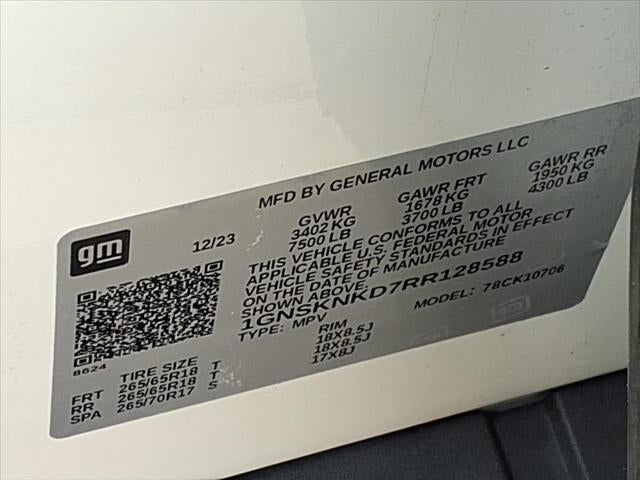 MFD BY GENERAL MOTORS LLC
gm
12/23
GVWR GAWR FRT GAWR RR
3402 KG 1678 KG 1950 KG
7500 LB 3700 LB 4300 LB
THIS VEHICLE CONFORMS TO ALL
APPLICABLE U.S. FEDERAL MOTOR
VEHICLE SAFETY STANDARDS IN EFFECT
ON THE DATE OF MANUFACTURE
SHOWN ABOVE.
1GNSKNKD7RR128588
TYPE: MPV MODEL: 78CK10706
8624
TIRE SIZE RIM
FRT 265/65R18 T 18X8.5J
RR 265/65R18 T 18X8.5J
SPA 265/70R17 S 17X8J